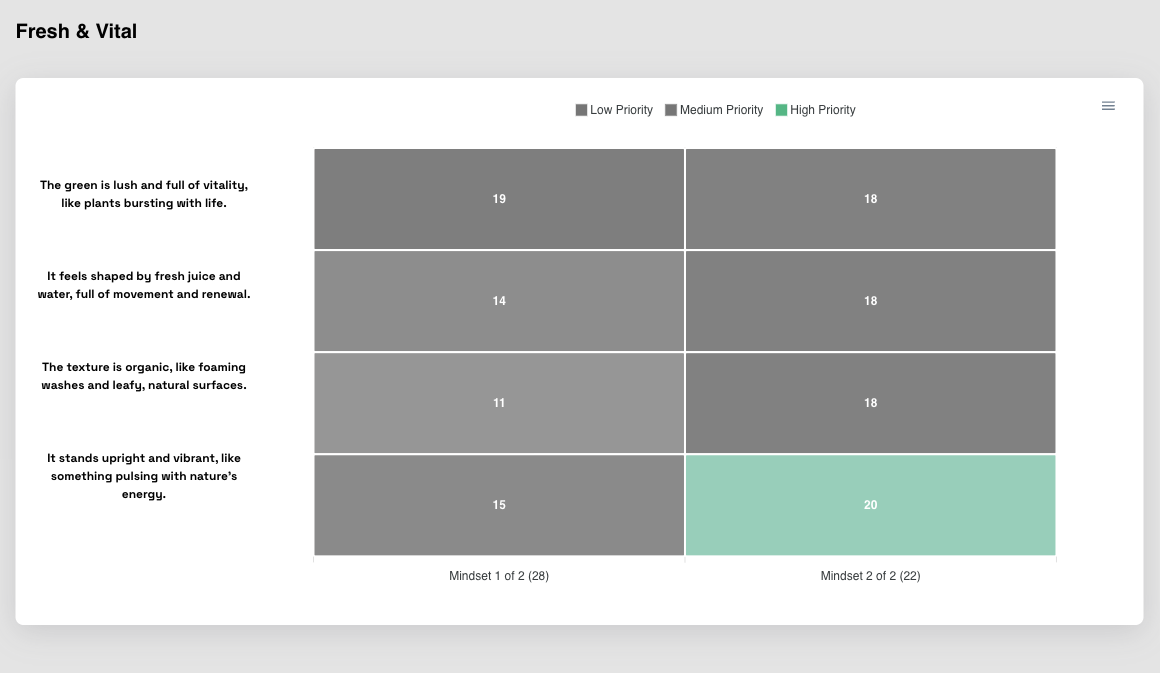 Fresh & Vital
Low Priority Medium Priority High Priority
The green is lush and full of vitality,
like plants bursting with life.
19 18
It feels shaped by fresh juice and
water, full of movement and renewal.
14 18
The texture is organic, like foaming
washes and leafy, natural surfaces.
11 18
It stands upright and vibrant, like
something pulsing with nature's
energy.
15 20
Mindset 1 of 2 (28) Mindset 2 of 2 (22)